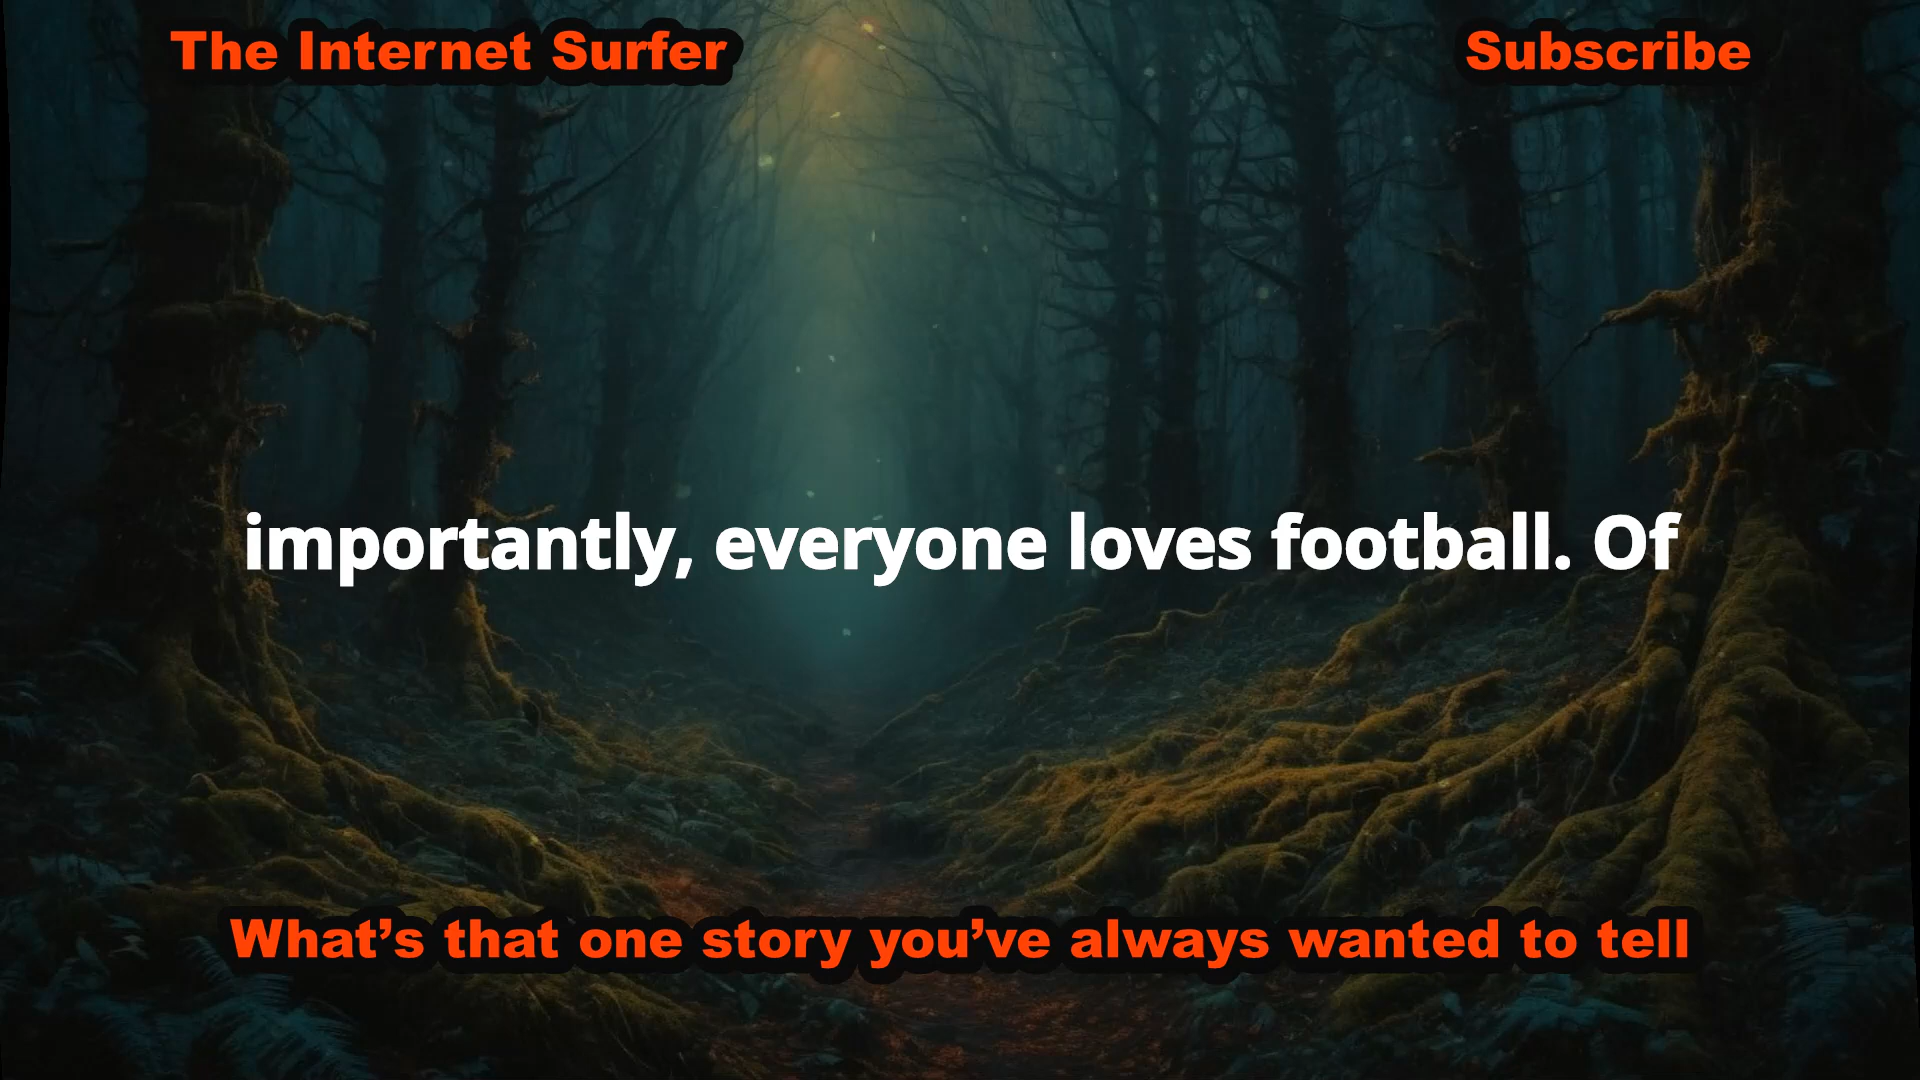 The Internet Surfer
Subscribe
importantly, everyone loves football. Of
What’s that one story you’ve always wanted to tell